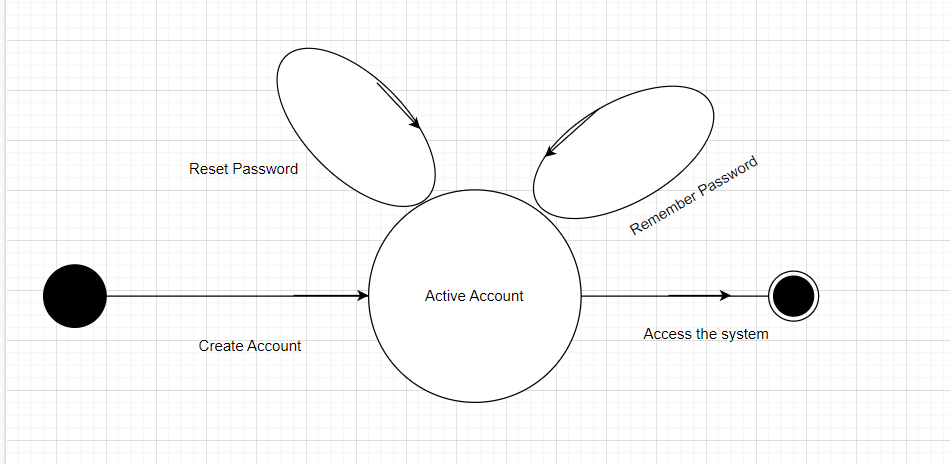 Reset Password
Remember Password
Active Account
Create Account
Access the system